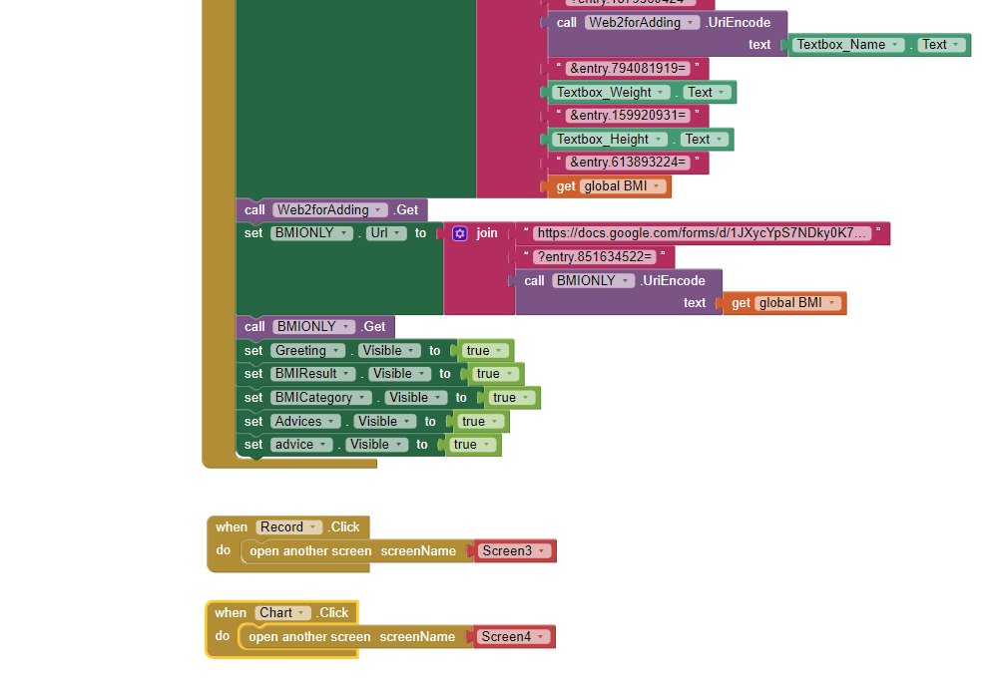 call Web2forAdding .UriEncode
text Textbox_Name . Text
“ &entry.794081919= ”
Textbox_Weight . Text
“ &entry.159920931= ”
Textbox_Height . Text
“ &entry.613893224= ”
get global BMI
call Web2forAdding .Get
set BMIONLY . Url to join “ https://docs.google.com/forms/d/1JXycYpS7NDky0K7... ”
“ ?entry.851634522= ”
call BMIONLY .UriEncode
text get global BMI
call BMIONLY .Get
set Greeting . Visible to true
set BMIResult . Visible to true
set BMICategory . Visible to true
set Advices . Visible to true
set advice . Visible to true
when Record .Click
do open another screen screenName Screen3
when Chart .Click
do open another screen screenName Screen4